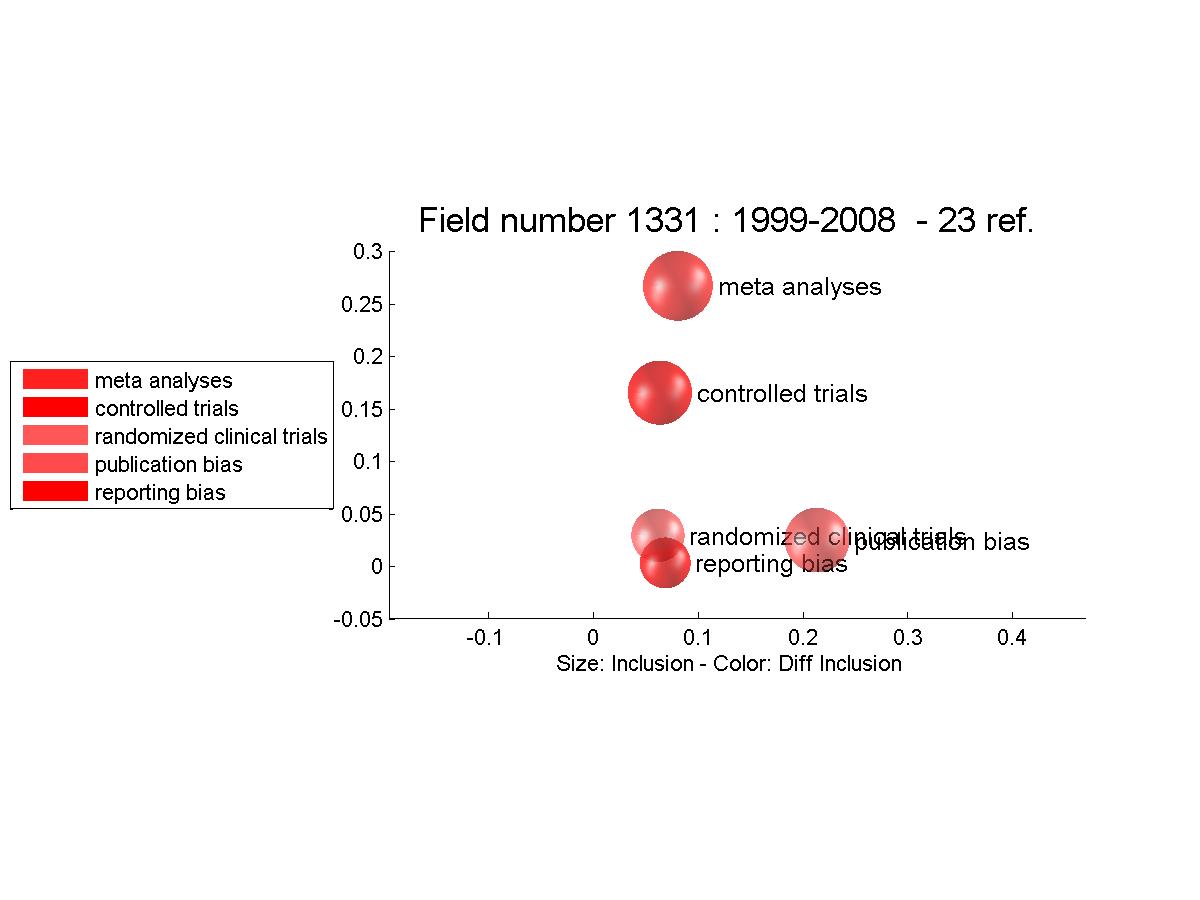 Field number 1331 : 1999-2008  - 23 ref.
0.3
0.25
0.2
0.15
0.1
0.05
0
-0.05
meta analyses
controlled trials
randomized clinical trials
publication bias
reporting bias
meta analyses
controlled trials
randomized clinical trials
publication bias
reporting bias
-0.1 0 0.1 0.2 0.3 0.4
Size: Inclusion - Color: Diff Inclusion